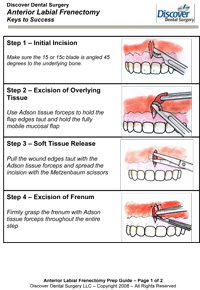 Discover Dental Surgery
Anterior Labial Frenectomy
Keys to Success
Discover
Dental Surgery
Step 1 – Initial Incision
Make sure the 15 or 15c blade is angled 45
degrees to the underlying bone.
Step 2 – Excision of Overlying
Tissue
Use Adson tissue forceps to hold the
flap edges taut and hold the fully
mobile mucosal flap
Step 3 – Soft Tissue Release
Pull the wound edges taut with the
Adson tissue forceps and spread the
incision with the Metzenbaum scissors
Step 4 – Excision of Frenum
Firmly grasp the frenum with Adson
tissue forceps throughout the entire
step
Anterior Labial Frenectomy Prep Guide – Page 1 of 2
Discover Dental Surgery LLC – Copyright 2008 – All Rights Reserved